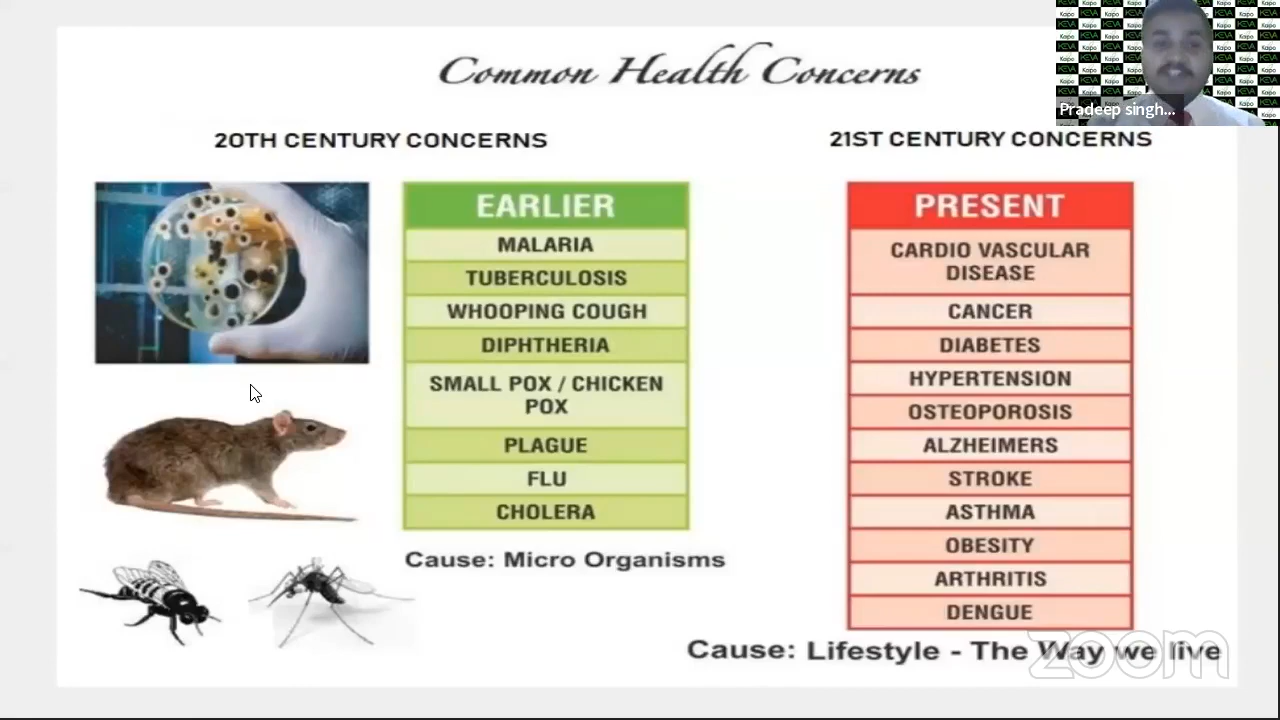 Common Health Concerns
Pradeep singh...
20TH CENTURY CONCERNS
21ST CENTURY CONCERNS
EARLIER
MALARIA
TUBERCULOSIS
WHOOPING COUGH
DIPHTHERIA
SMALL POX / CHICKEN
POX
PLAGUE
FLU
CHOLERA
Cause: Micro Organisms
PRESENT
CARDIO VASCULAR
DISEASE
CANCER
DIABETES
HYPERTENSION
OSTEOPOROSIS
ALZHEIMERS
STROKE
ASTHMA
OBESITY
ARTHRITIS
DENGUE
Cause: Lifestyle - The Way we live
zoom
KEVA
Kaipo